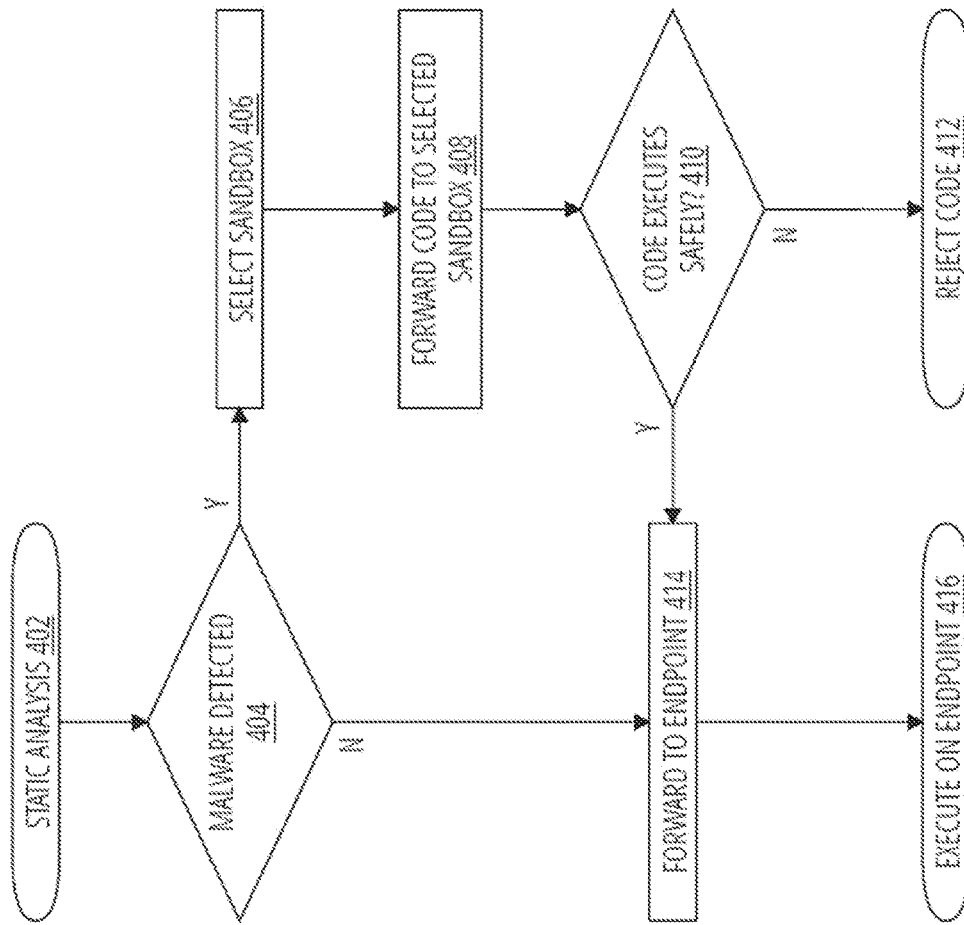 STATIC ANALYSIS 402
MALWARE DETECTED
404
Y
N
SELECT SANDBOX 406
FORWARD CODE TO SELECTED
SANDBOX 408
CODE EXECUTES
SAFELY? 410
Y
N
REJECT CODE 412
FORWARD TO ENDPOINT 414
EXECUTE ON ENDPOINT 416